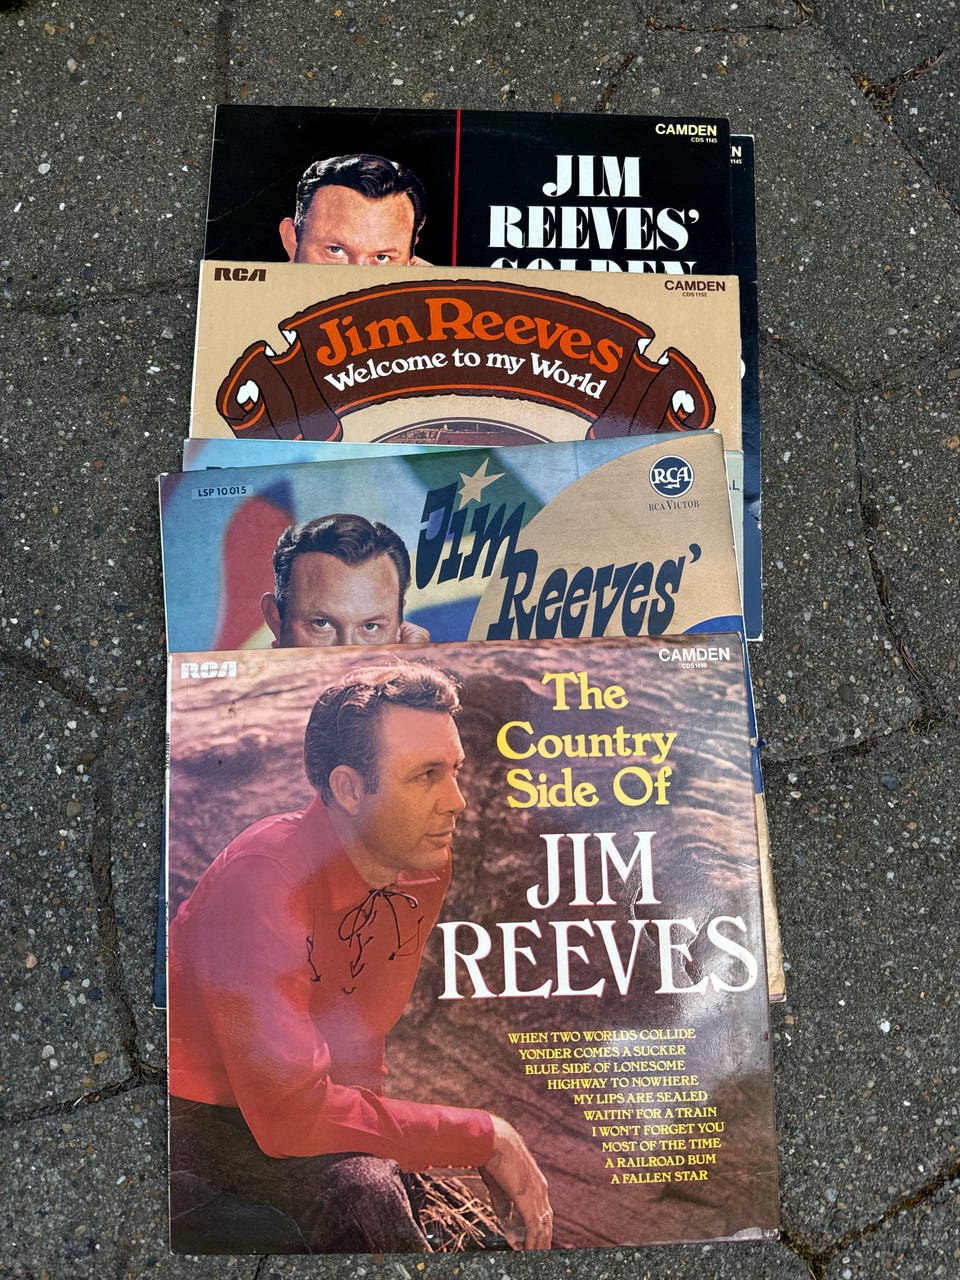 CAMDEN
CDS 1145
N
1145
JIM
REEVES'
GOLDEN
RCA
CAMDEN
CDS 1152
Jim Reeves
Welcome to my World
AL
LSP 10 015
RCA
RCA VICTOR
Jim
Reeves'
RCA
CAMDEN
The
Country
Side Of
JIM
REEVES
WHEN TWO WORLDS COLLIDE
YONDER COMES A SUCKER
BLUE SIDE OF LONESOME
HIGHWAY TO NOWHERE
MY LIPS ARE SEALED
WAITIN' FOR A TRAIN
I WON'T FORGET YOU
MOST OF THE TIME
A RAILROAD BUM
A FALLEN STAR